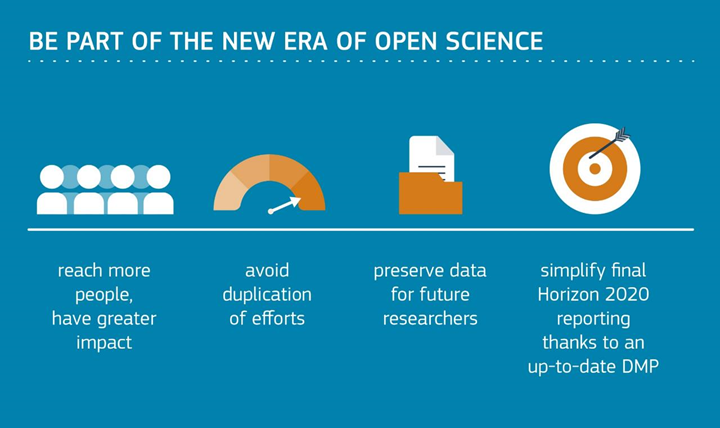 BE PART OF THE NEW ERA OF OPEN SCIENCE
reach more
people,
have greater
impact
avoid
duplication
of efforts
preserve data
for future
researchers
simplify final
Horizon 2020
reporting
thanks to an
up-to-date DMP